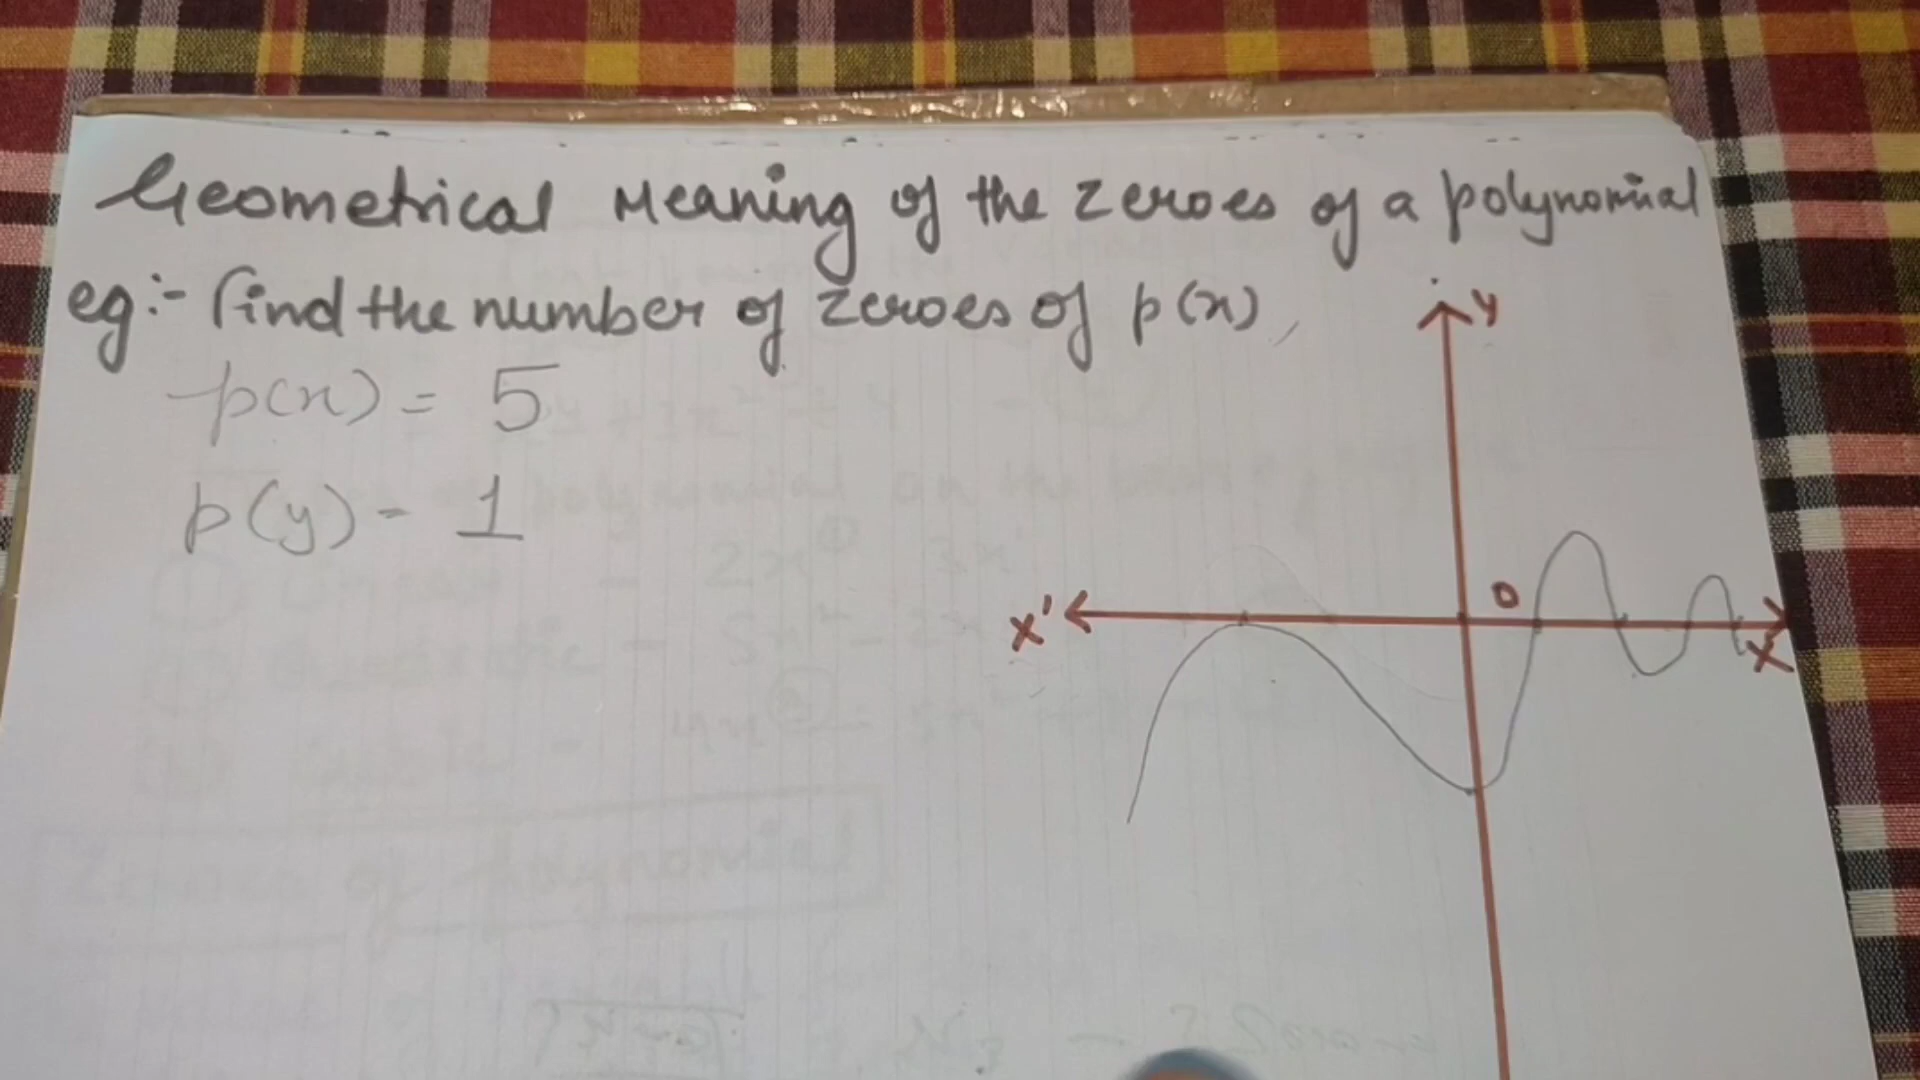 Geometrical Meaning of the zeroes of a polynomial
eg:- find the number of zeroes of p(x),
p(x) = 5
p(y) - 1
y
X'
O
X